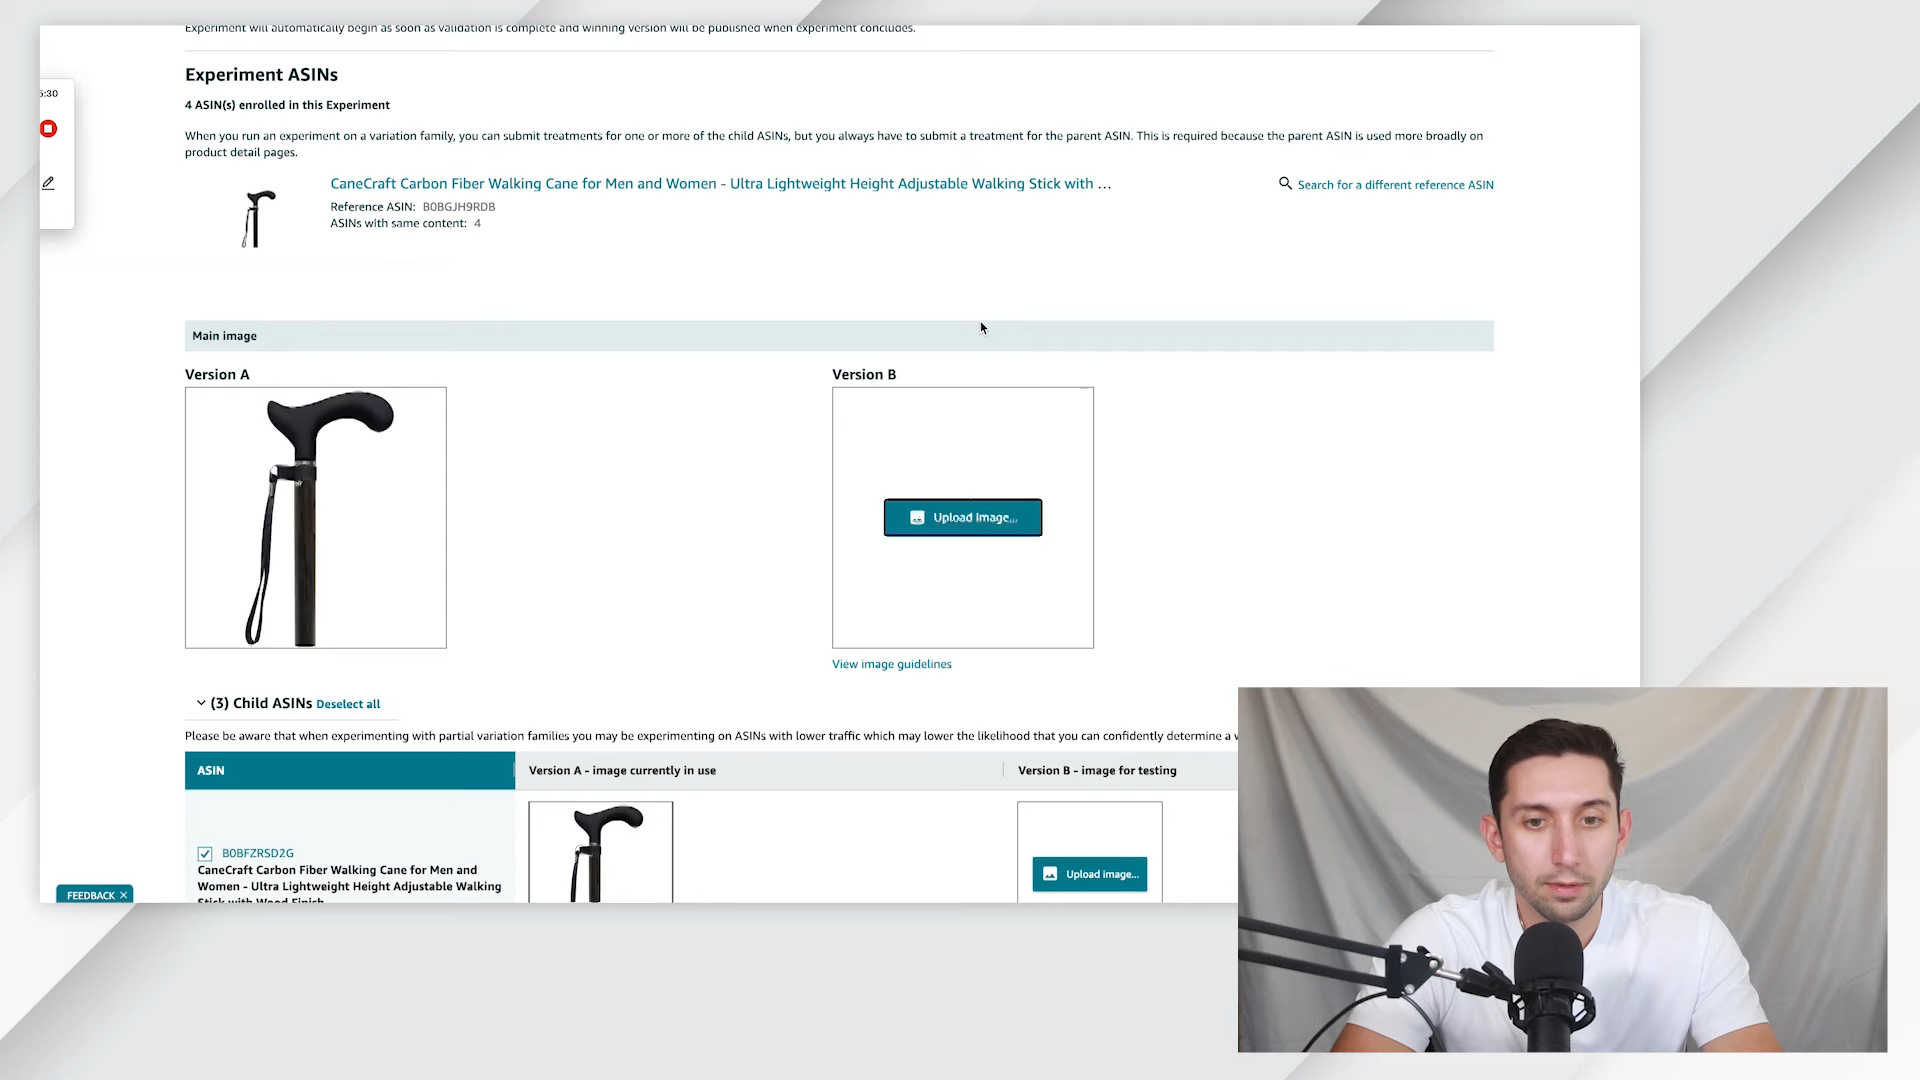 Experiment will automatically begin as soon as validation is complete and winning version will be published when experiment concludes.
Experiment ASINs
5:30
4 ASIN(s) enrolled in this Experiment
When you run an experiment on a variation family, you can submit treatments for one or more of the child ASINs, but you always have to submit a treatment for the parent ASIN. This is required because the parent ASIN is used more broadly on
product detail pages.
CaneCraft Carbon Fiber Walking Cane for Men and Women - Ultra Lightweight Height Adjustable Walking Stick with ...
Search for a different reference ASIN
Reference ASIN: B0BGJH9RDB
ASINs with same content: 4
Main image
Version A
Version B
Upload image...
View image guidelines
(3) Child ASINs Deselect all
Please be aware that when experimenting with partial variation families you may be experimenting on ASINs with lower traffic which may lower the likelihood that you can confidently determine a
ASIN
Version A - image currently in use
Version B - image for testing
B0BFZRSD2G
CaneCraft Carbon Fiber Walking Cane for Men and
Women - Ultra Lightweight Height Adjustable Walking
Stick with Wood Finish
Upload image...
FEEDBACK